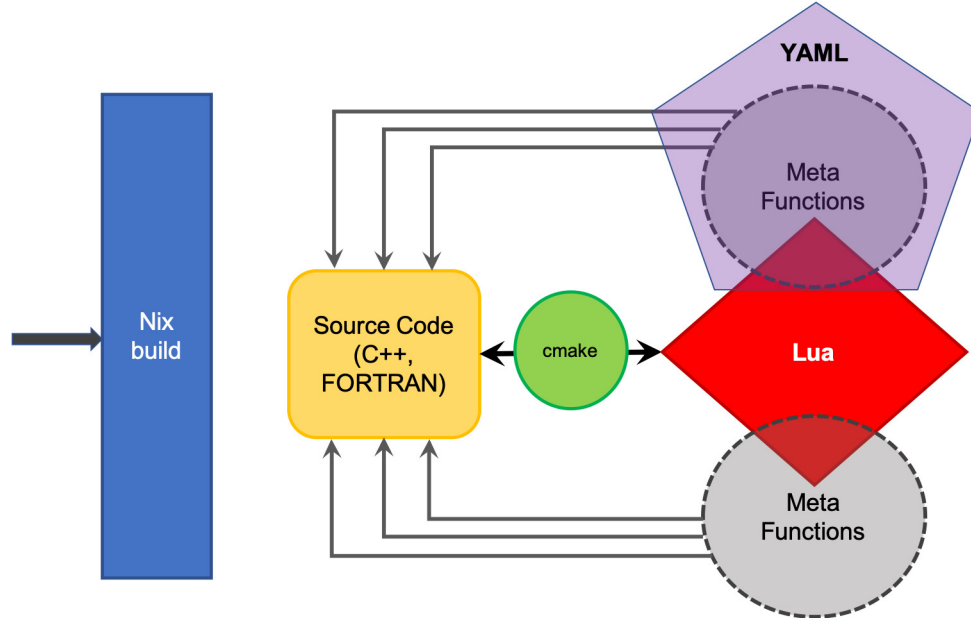 YAML
Meta
Functions
Nix
build
Source Code
(C++,
FORTRAN)
cmake
Lua
Meta
Functions